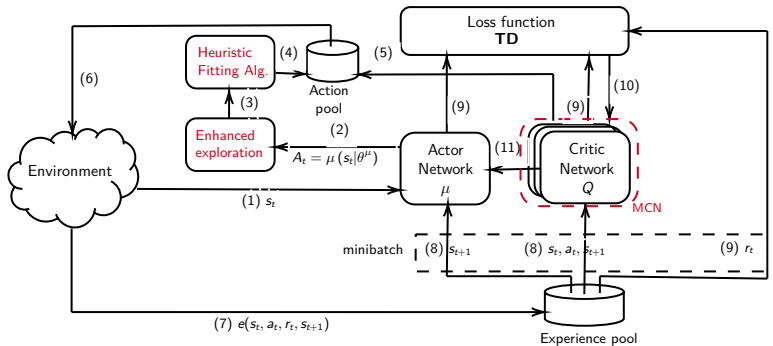 Loss function
TD
Heuristic
Fitting Alg.
(4)
(5)
(6)
Action
pool
(10)
(3)
(9)
(9)
Enhanced
exploration
(2)
A_t = μ (s_t|θ^μ)
Actor
Network
μ
(11)
Critic
Network
Q
MCN
Environment
(1) s_t
minibatch
(8) s_{t+1}
(8) s_t, a_t, s_{t+1}
(9) r_t
(7) e(s_t, a_t, r_t, s_{t+1})
Experience pool